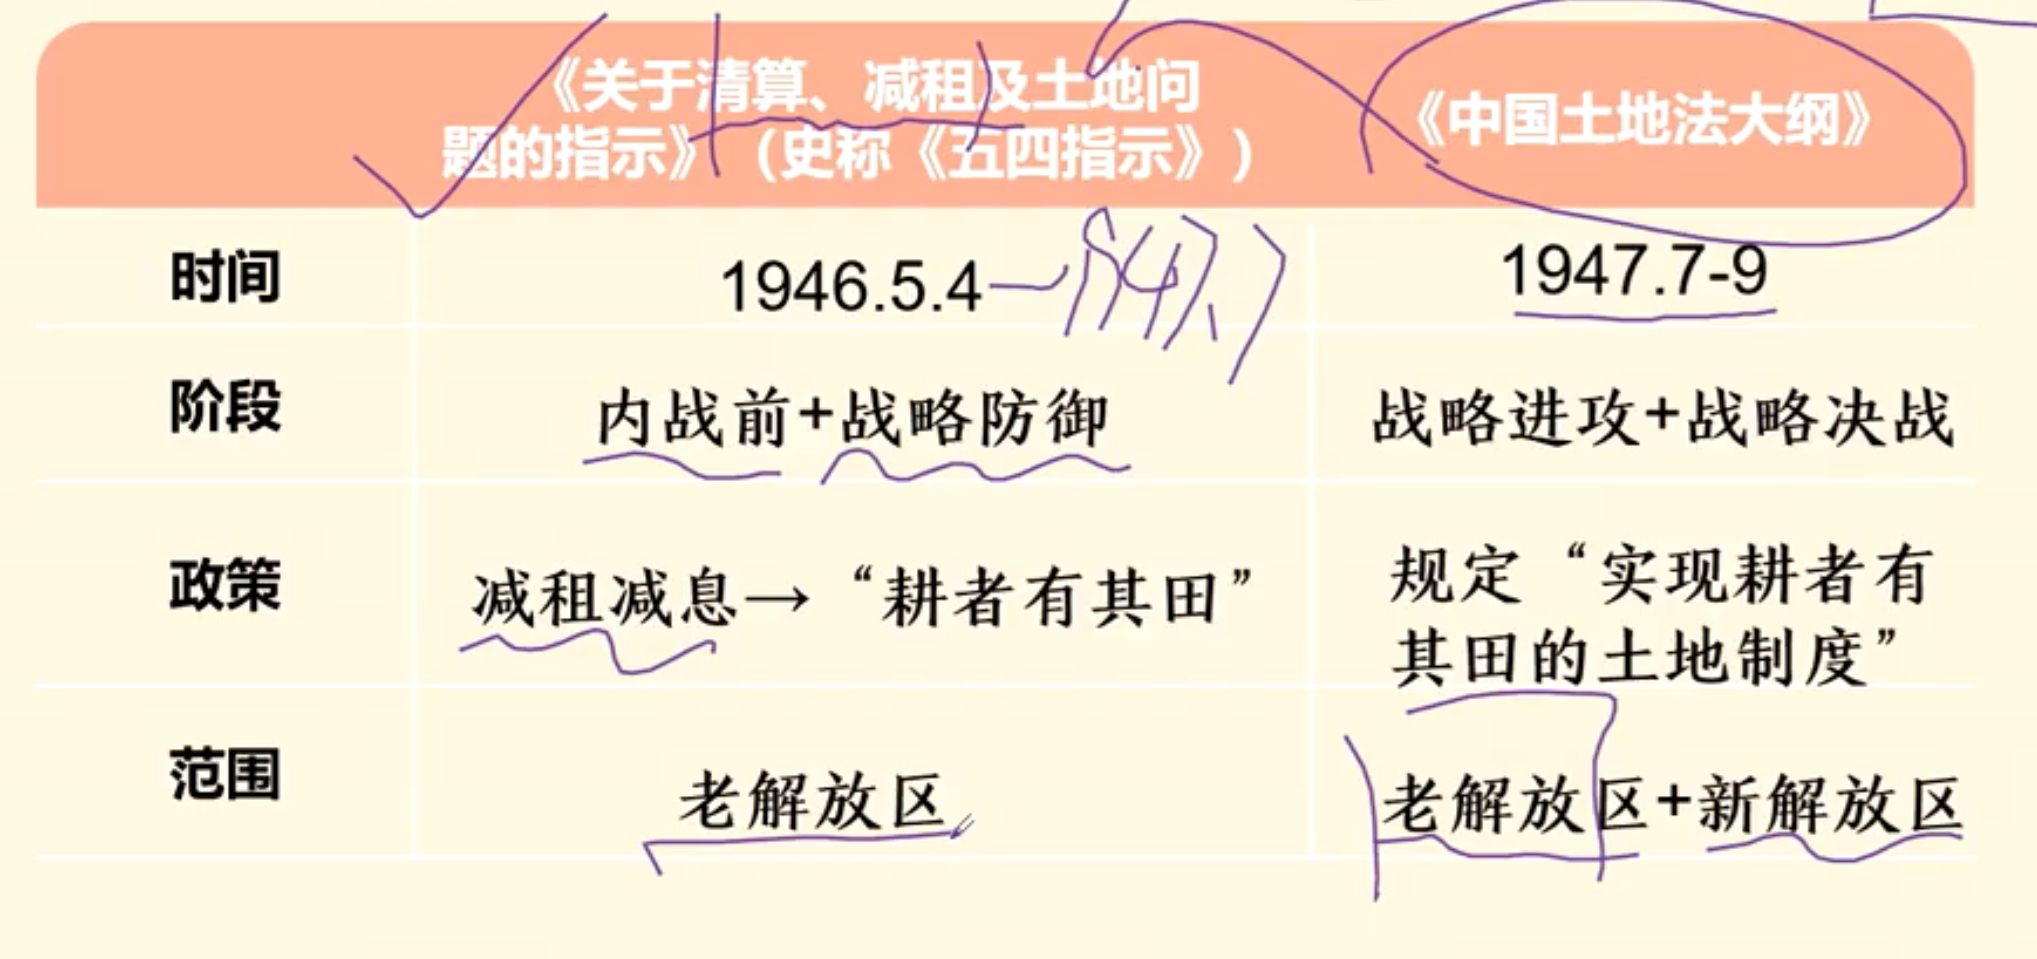 《关于清算、减租及土地问
题的指示》（史称《五四指示》）
《中国土地法大纲》
时间
1946.5.4
—1947.7
1947.7-9
阶段
内战前+战略防御
战略进攻+战略决战
政策
减租减息→“耕者有其田”
规定“实现耕者有
其田的土地制度”
范围
老解放区
老解放区+新解放区